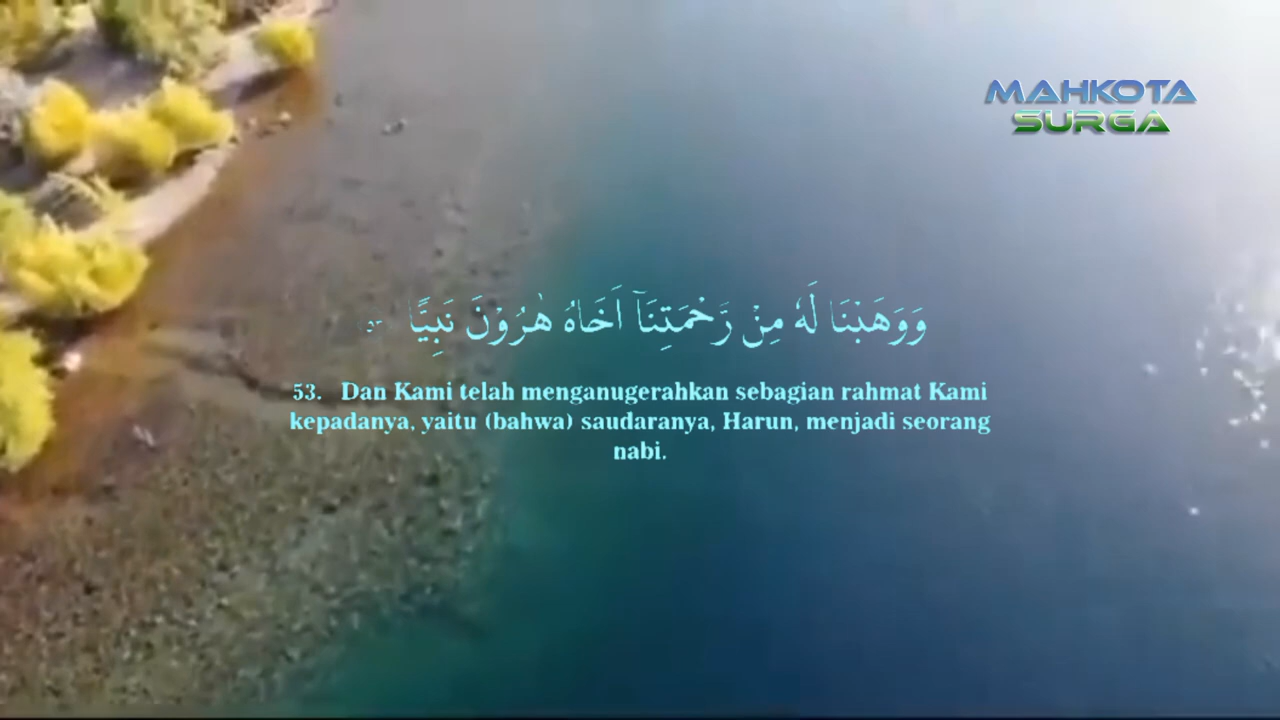 MAHKOTA
SURGA
وَوَهَبْنَا لَهٗ مِنْ رَّحْمَتِنَآ اَخَاهُ هٰرُوْنَ نَبِيًّا ٥٣
53. Dan Kami telah menganugerahkan sebagian rahmat Kami
kepadanya, yaitu (bahwa) saudaranya, Harun, menjadi seorang
nabi.